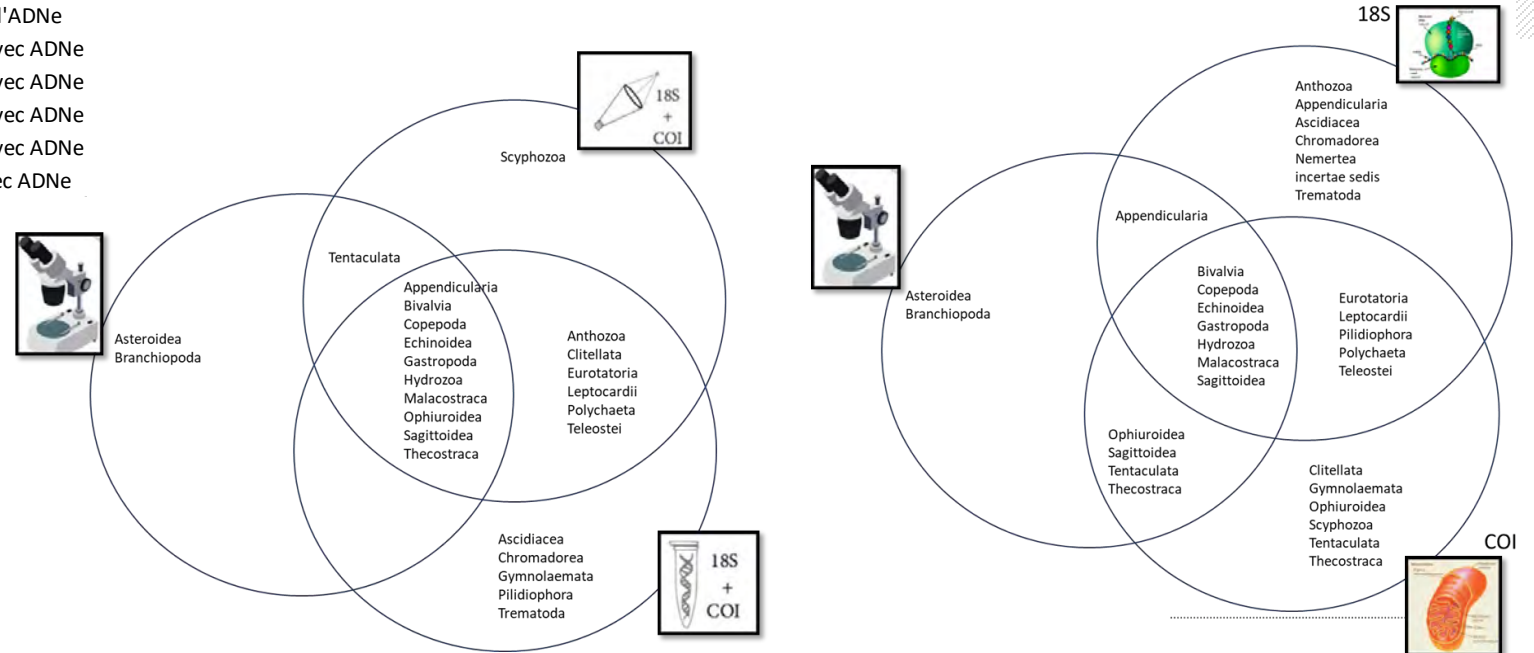 l'ADNe
vec ADNe
vec ADNe
vec ADNe
vec ADNe
ec ADNe
18S
+
COI
Scyphozoa
Tentaculata
Asteroidea
Branchiopoda
Appendicularia
Bivalvia
Copepoda
Echinoidea
Gastropoda
Hydrozoa
Malacostraca
Ophiuroidea
Sagittoidea
Thecostraca
Anthozoa
Clitellata
Eurotatoria
Leptocardii
Polychaeta
Teleostei
Ascidiacea
Chromadorea
Gymnolaemata
Pilidiophora
Trematoda
18S
+
COI
18S
Anthozoa
Appendicularia
Ascidiacea
Chromadorea
Nemertea
incertae sedis
Trematoda
Appendicularia
Asteroidea
Branchiopoda
Bivalvia
Copepoda
Echinoidea
Gastropoda
Hydrozoa
Malacostraca
Sagittoidea
Eurotatoria
Leptocardii
Pilidiophora
Polychaeta
Teleostei
Ophiuroidea
Sagittoidea
Tentaculata
Thecostraca
Clitellata
Gymnolaemata
Ophiuroidea
Scyphozoa
Tentaculata
Thecostraca
COI